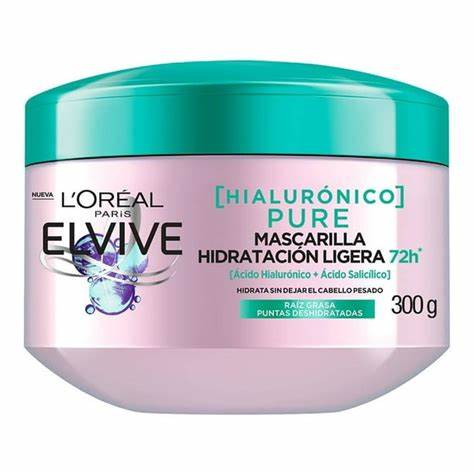 NUEVA
L'ORÉAL
PARIS
ELVIVE
[HIALURÓNICO]
PURE
MASCARILLA
HIDRATACIÓN LIGERA 72h*
[Ácido Hialurónico + Ácido Salicílico]
HIDRATA SIN DEJAR EL CABELLO PESADO
RAÍZ GRASA
PUNTAS DESHIDRATADAS
300 g